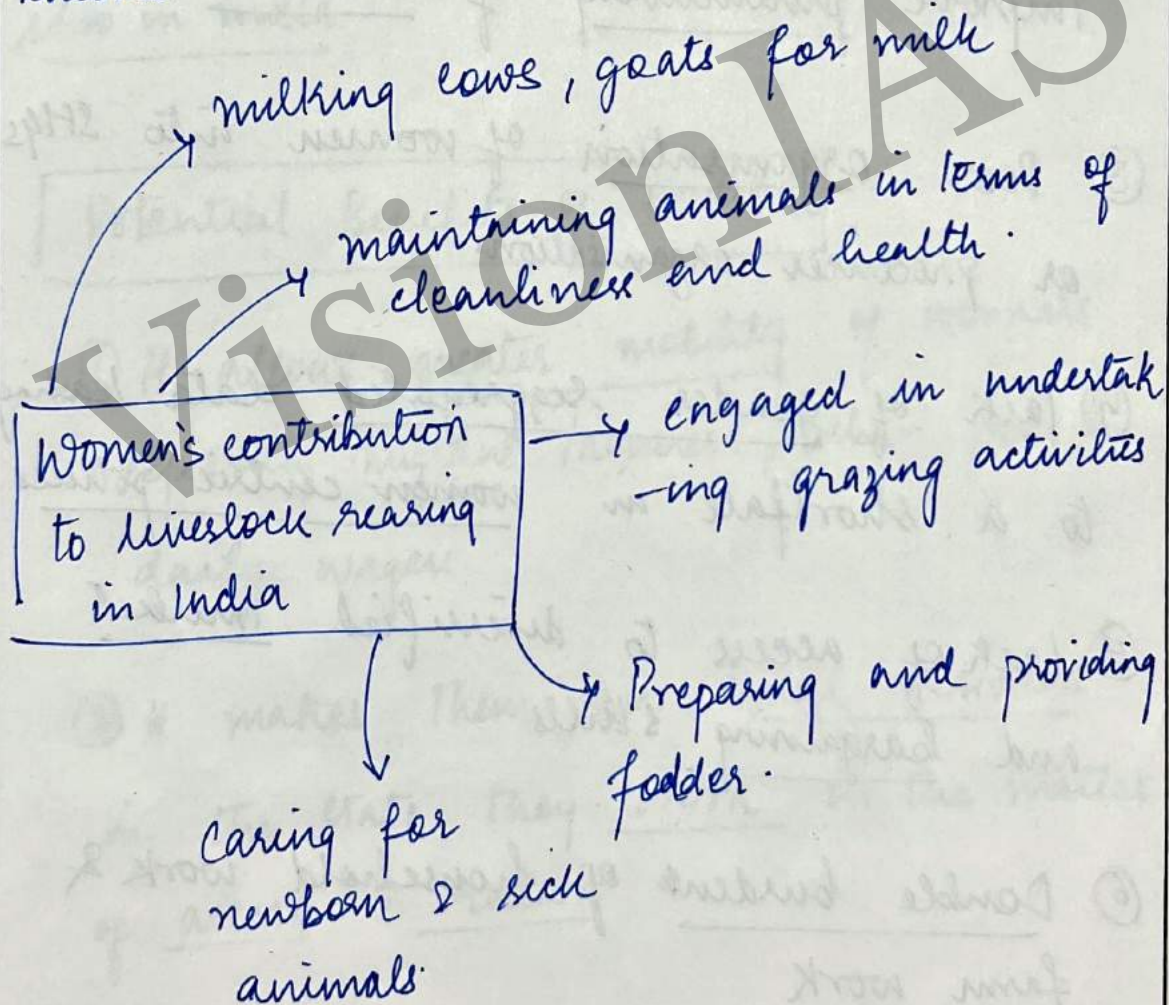 milking cows, goats for milk
maintaining animals in terms of
cleanliness and health.
Women's contribution
to livestock rearing
in India
engaged in undertak
-ing grazing activities
Preparing and providing
fodder.
Caring for
newborn & sick
animals.
VisionIAS